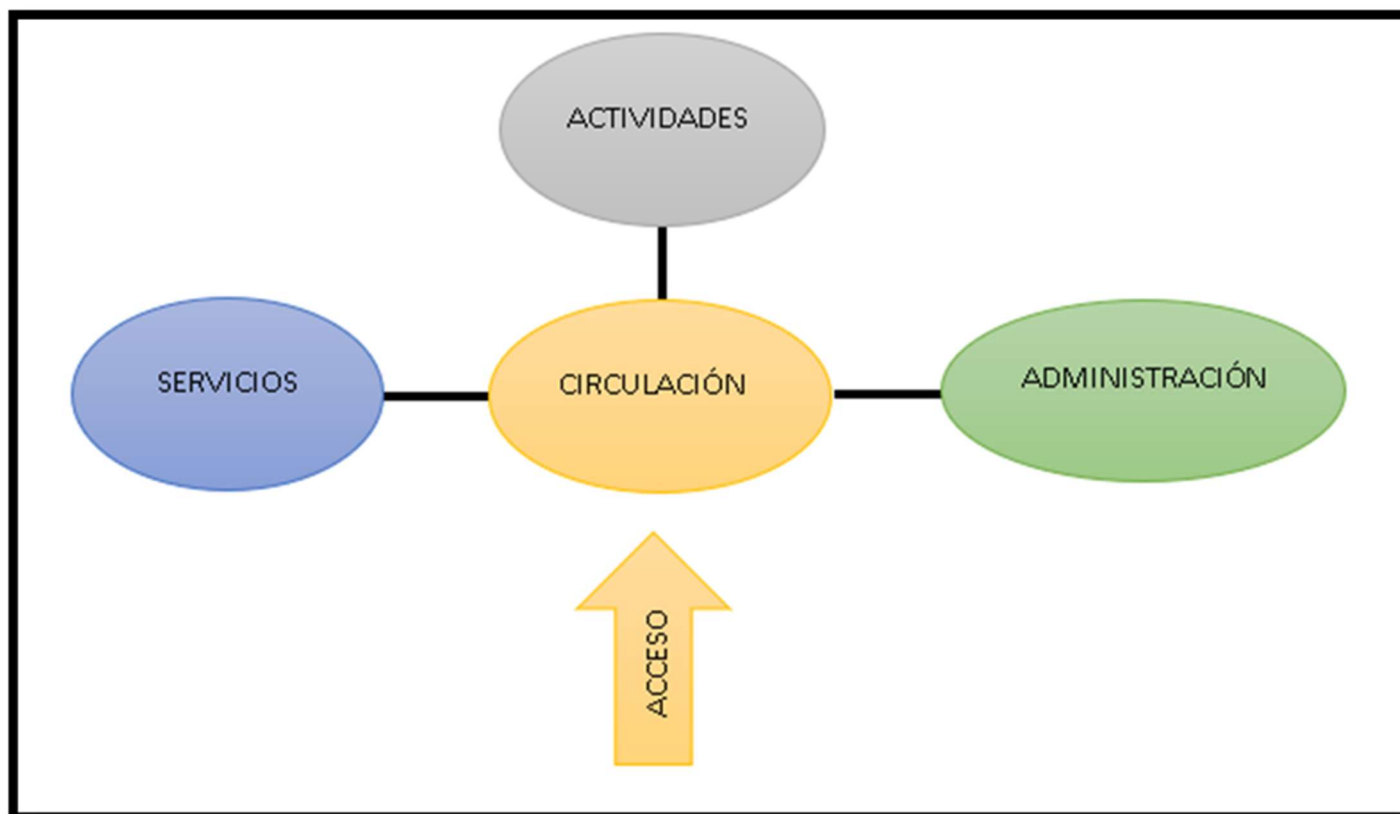 ACTIVIDADES
SERVICIOS
CIRCULACIÓN
ADMINISTRACIÓN
ACCESO